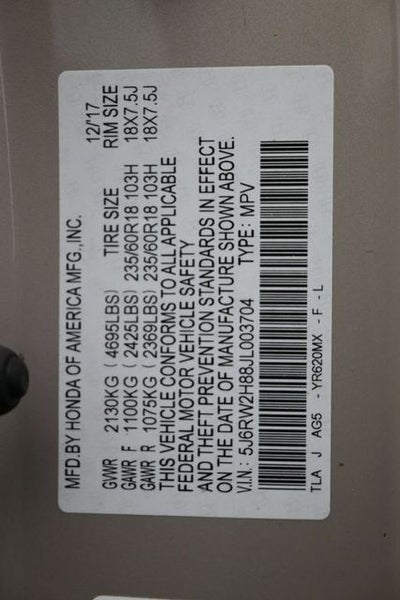 MFD.BY HONDA OF AMERICA MFG.,INC. 12/'17
GVWR 2130KG ( 4695LBS) TIRE SIZE RIM SIZE
GAWR F 1100KG ( 2425LBS) 235/60R18 103H 18X7.5J
GAWR R 1075KG ( 2369LBS) 235/60R18 103H 18X7.5J
THIS VEHICLE CONFORMS TO ALL APPLICABLE
FEDERAL MOTOR VEHICLE SAFETY
AND THEFT PREVENTION STANDARDS IN EFFECT
ON THE DATE OF MANUFACTURE SHOWN ABOVE.
V.I.N.: 5J6RW2H88JL003704 TYPE: MPV
TLA J AG5 - YR620MX - F - L